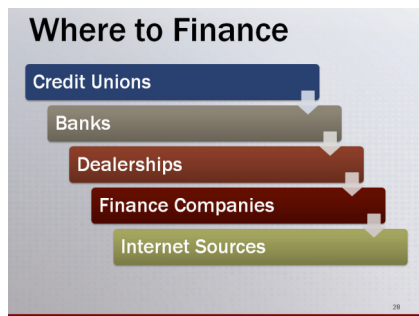 Where to Finance
Credit Unions
Banks
Dealerships
Finance Companies
Internet Sources
28